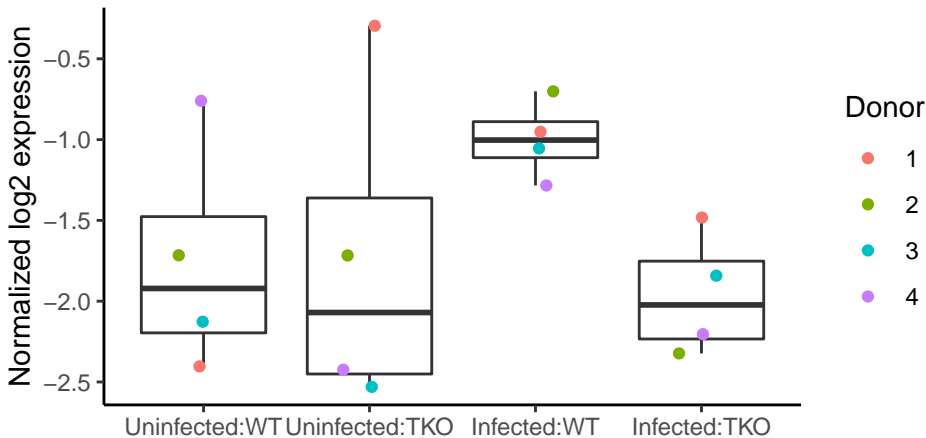 Normalized log2 expression
−0.5
−1.0
−1.5
−2.0
−2.5
Uninfected:WT
Uninfected:TKO
Infected:WT
Infected:TKO
Donor
1
2
3
4